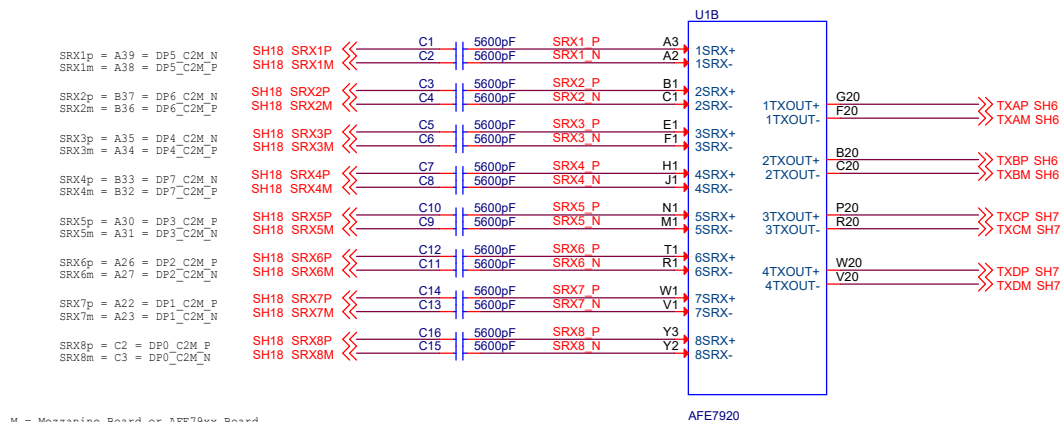 U1B
SRX1p = A39 = DP5_C2M_N
SRX1m = A38 = DP5_C2M_P
SH18 SRX1P C1 5600pF SRX1_P A3 1SRX+
SH18 SRX1M C2 5600pF SRX1_N A2 1SRX-
SRX2p = B37 = DP6_C2M_N
SRX2m = B36 = DP6_C2M_P
SH18 SRX2P C3 5600pF SRX2_P B1 2SRX+
SH18 SRX2M C4 5600pF SRX2_N C1 2SRX-
1TXOUT+ G20 TXAP SH6
1TXOUT- F20 TXAM SH6
SRX3p = A35 = DP4_C2M_N
SRX3m = A34 = DP4_C2M_P
SH18 SRX3P C5 5600pF SRX3_P E1 3SRX+
SH18 SRX3M C6 5600pF SRX3_N F1 3SRX-
SRX4p = B33 = DP7_C2M_N
SRX4m = B32 = DP7_C2M_P
SH18 SRX4P C7 5600pF SRX4_P H1 4SRX+
SH18 SRX4M C8 5600pF SRX4_N J1 4SRX-
2TXOUT+ B20 TXBP SH6
2TXOUT- C20 TXBM SH6
SRX5p = A30 = DP3_C2M_P
SRX5m = A31 = DP3_C2M_N
SH18 SRX5P C10 5600pF SRX5_P N1 5SRX+
SH18 SRX5M C9 5600pF SRX5_N M1 5SRX-
3TXOUT+ P20 TXCP SH7
3TXOUT- R20 TXCM SH7
SRX6p = A26 = DP2_C2M_P
SRX6m = A27 = DP2_C2M_N
SH18 SRX6P C12 5600pF SRX6_P T1 6SRX+
SH18 SRX6M C11 5600pF SRX6_N R1 6SRX-
4TXOUT+ W20 TXDP SH7
4TXOUT- V20 TXDM SH7
SRX7p = A22 = DP1_C2M_P
SRX7m = A23 = DP1_C2M_N
SH18 SRX7P C14 5600pF SRX7_P W1 7SRX+
SH18 SRX7M C13 5600pF SRX7_N V1 7SRX-
SRX8p = C2 = DP0_C2M_P
SRX8m = C3 = DP0_C2M_N
SH18 SRX8P C16 5600pF SRX8_P Y3 8SRX+
SH18 SRX8M C15 5600pF SRX8_N Y2 8SRX-
AFE7920
M = Mezzanine Board or AFE79xx Board